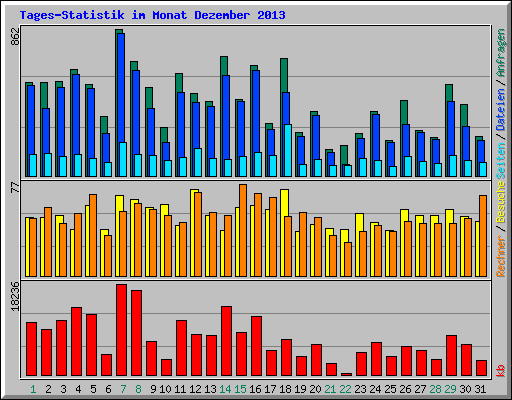 Tages-Statistik im Monat Dezember 2013
862
77
18236
Rechner / Besuche
Seiten / Dateien / Anfragen
kb
1 2 3 4 5 6 7 8 9 10 11 12 13 14 15 16 17 18 19 20 21 22 23 24 25 26 27 28 29 30 31